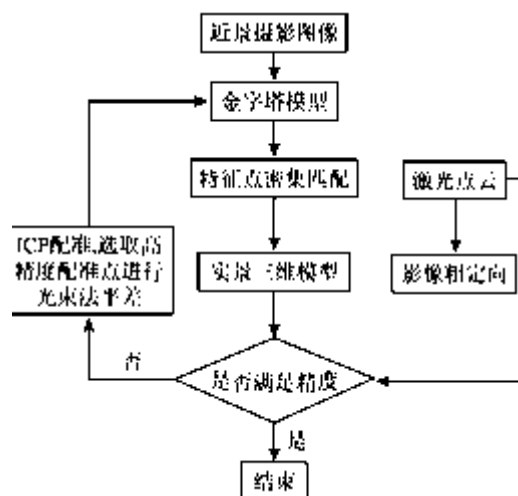 近景摄影图像
金字塔模型
特征点密集匹配
激光点云
ICP配准,选取高
精度配准点进行
光束法平差
实景三维模型
影像粗定向
否
是否满足精度
是
结束